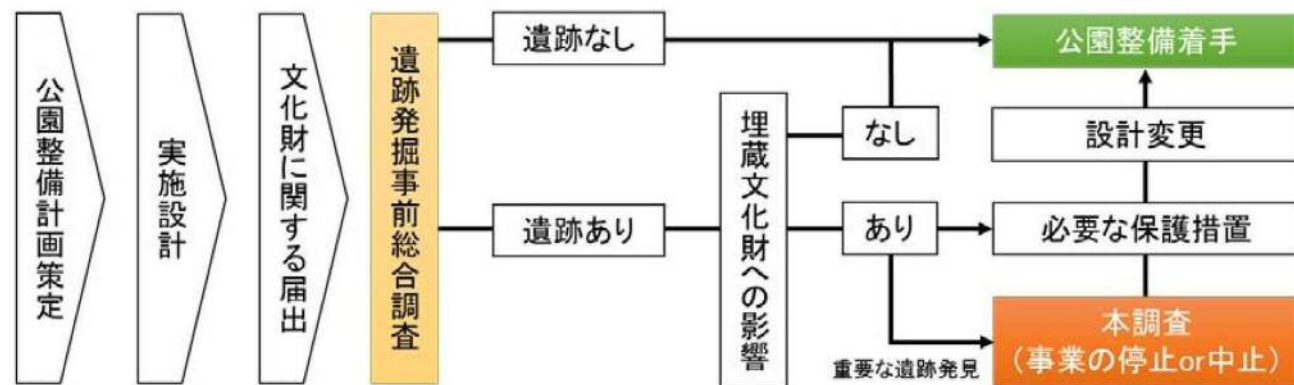 公園整備計画策定
実施設計
文化財に関する届出
遺跡発掘事前総合調査
遺跡なし
遺跡あり
埋蔵文化財への影響
なし
あり
重要な遺跡発見
公園整備着手
設計変更
必要な保護措置
本調査
（事業の停止or中止）